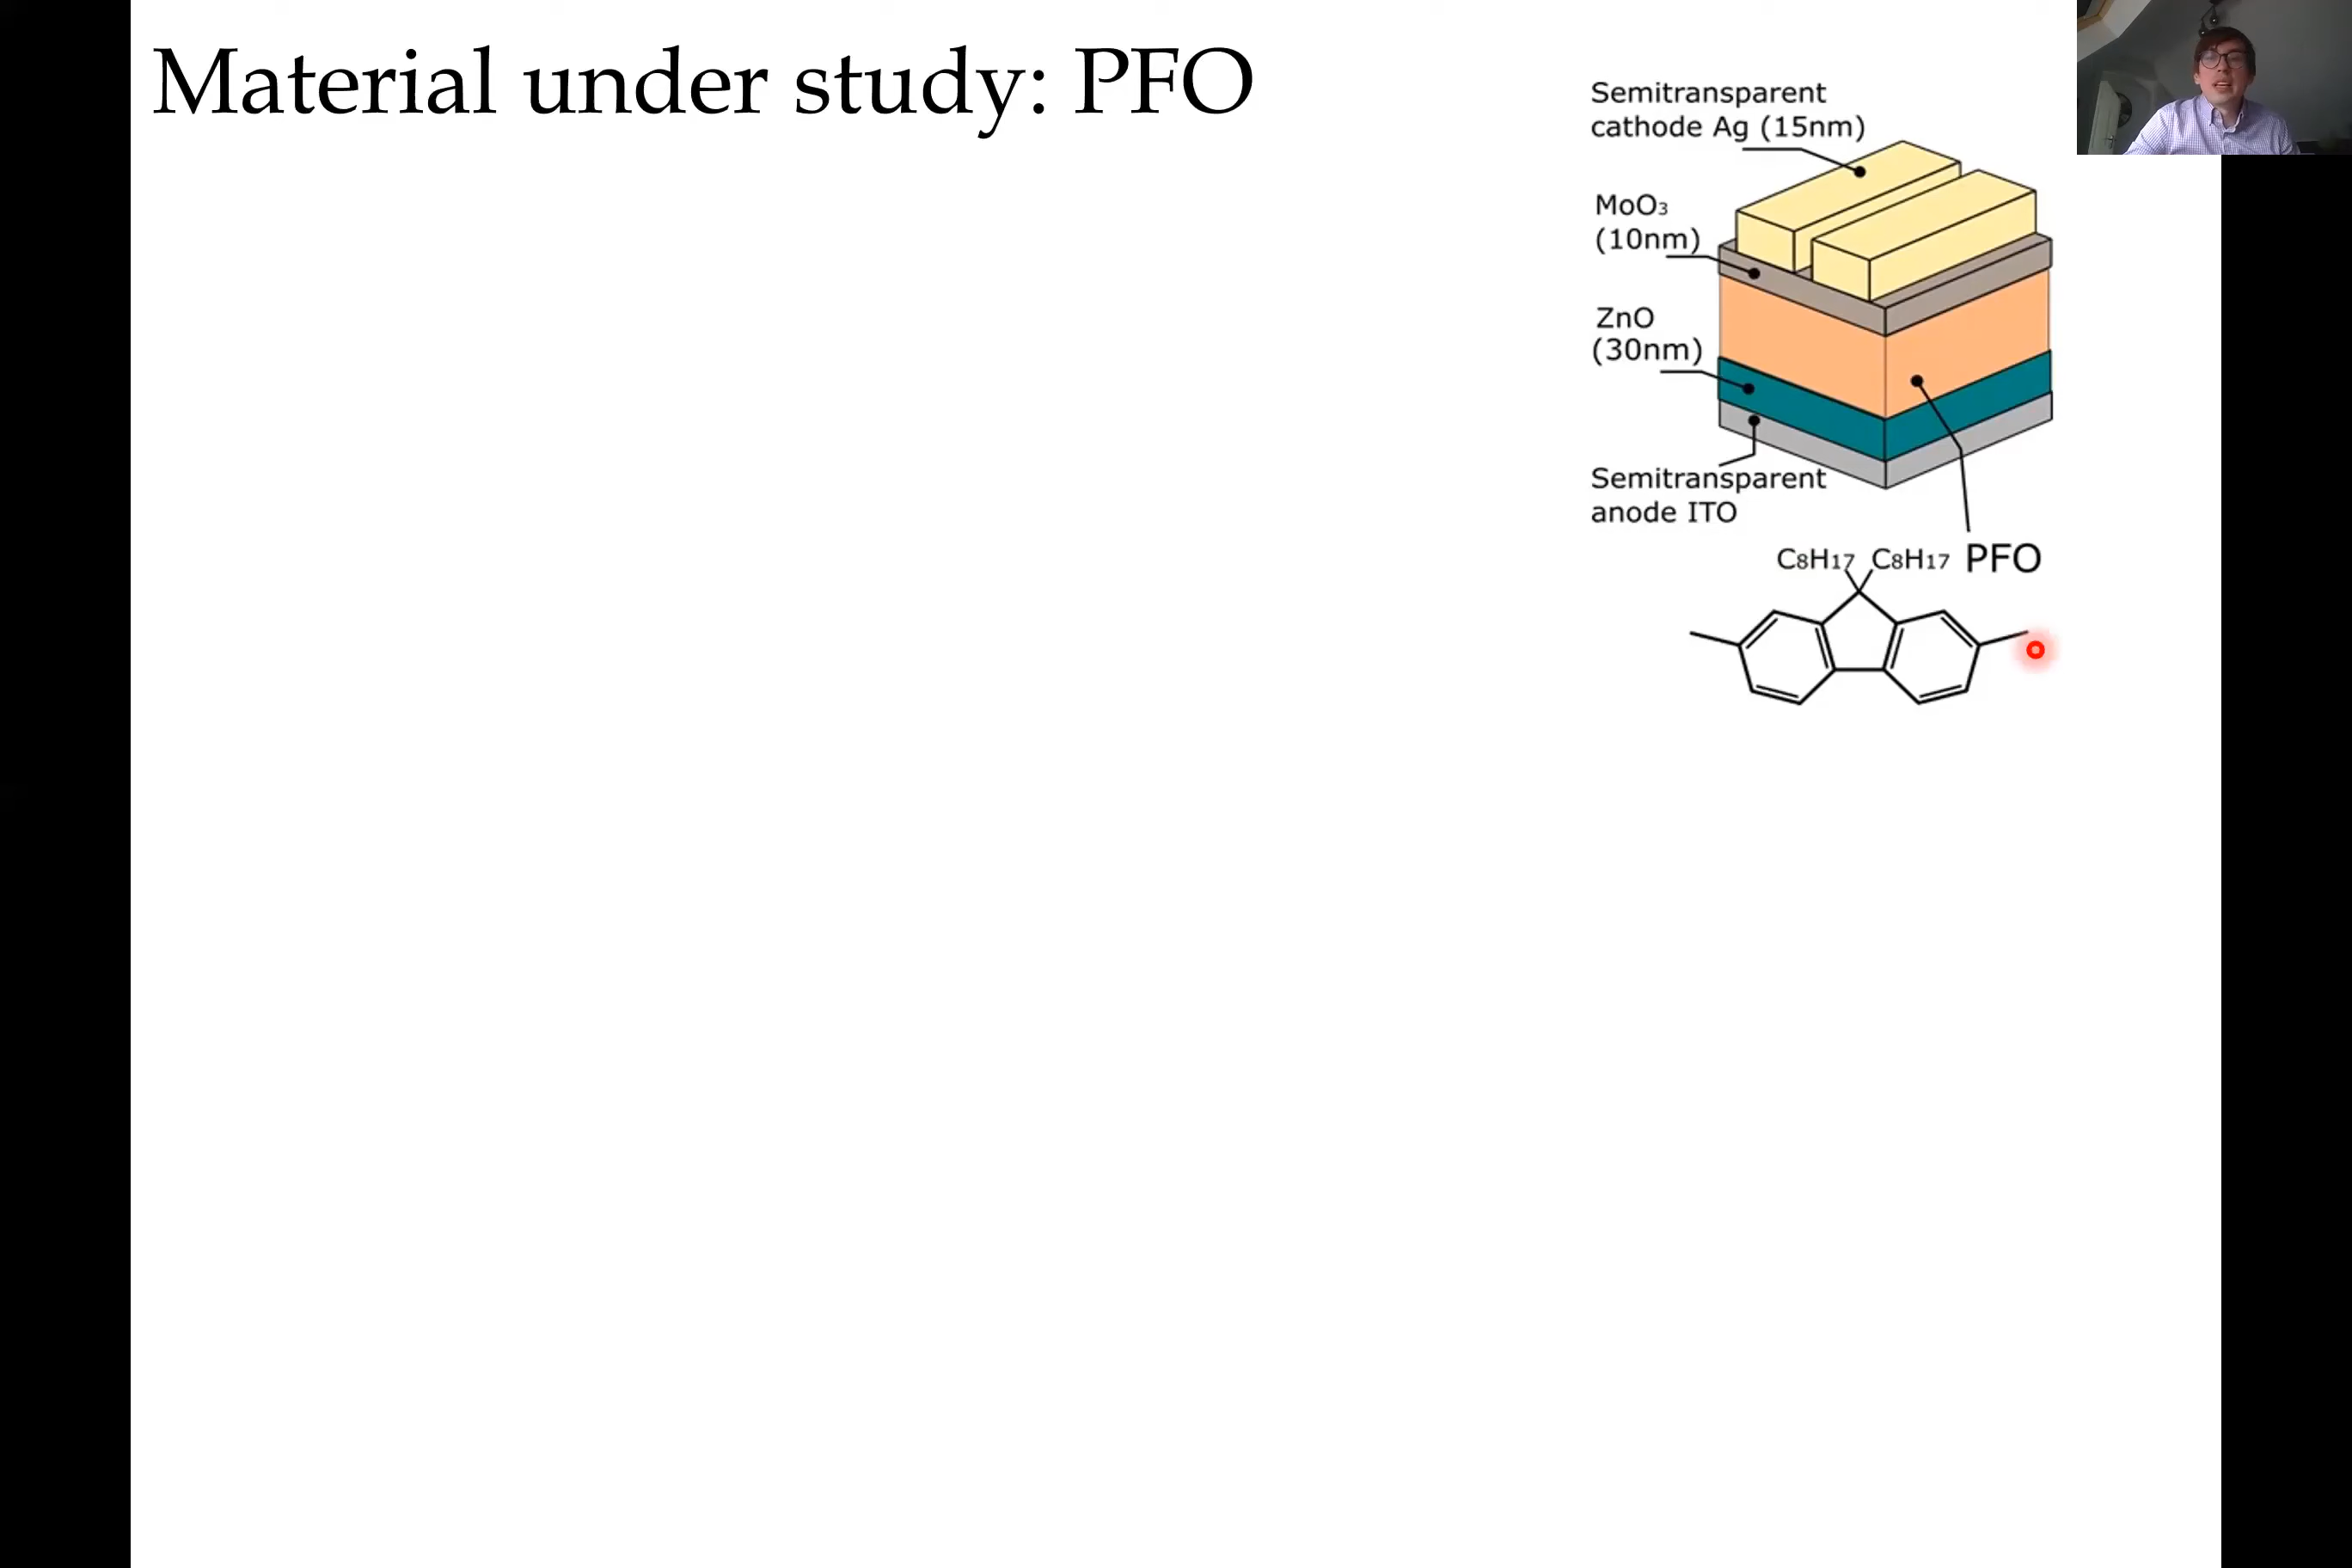 Material under study: PFO
Semitransparent
cathode Ag (15nm)
MoO₃
(10nm)
ZnO
(30nm)
Semitransparent
anode ITO
C₈H₁₇ C₈H₁₇ PFO